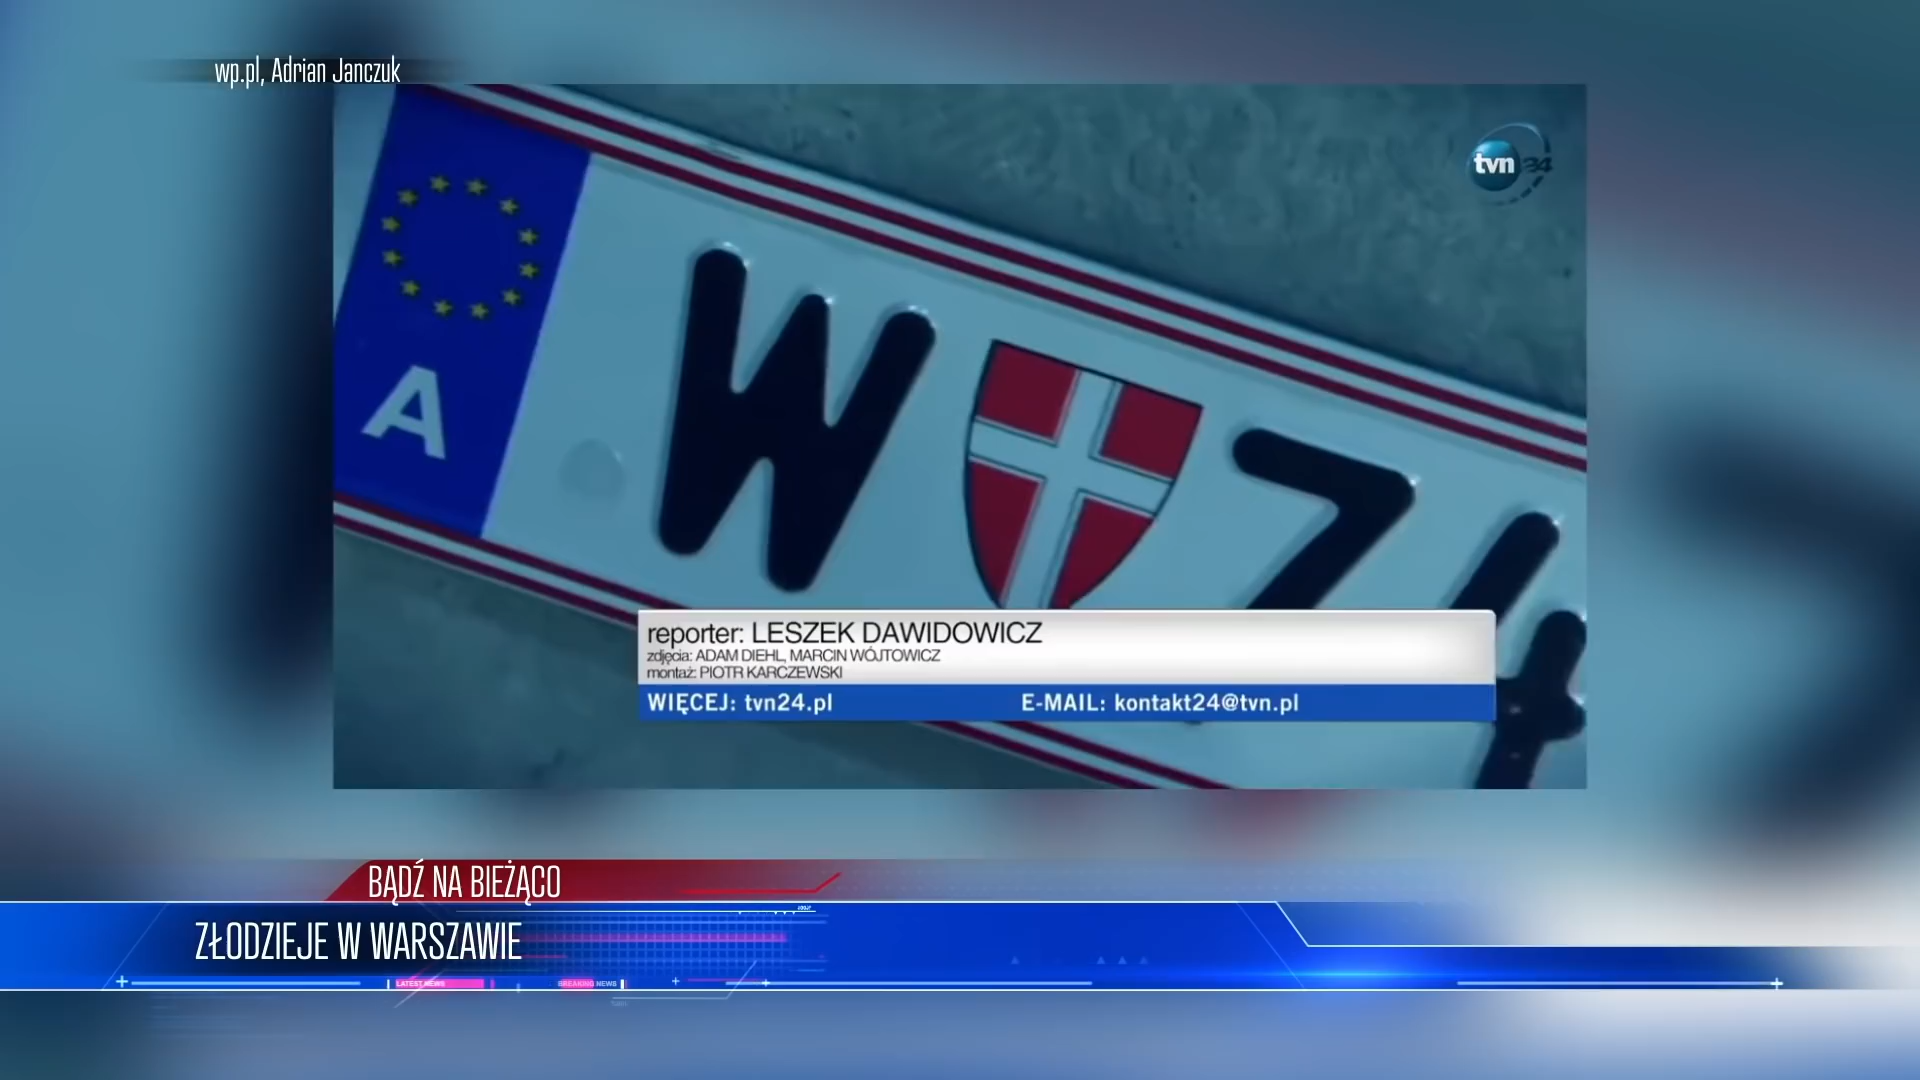 wp.pl, Adrian Janczuk
tvn24
A
W Z
reporter: LESZEK DAWIDOWICZ
zdjęcia: ADAM DIEHL, MARCIN WÓJTOWICZ
montaż: PIOTR KARCZEWSKI
WIĘCEJ: tvn24.pl E-MAIL: kontakt24@tvn.pl
BĄDŹ NA BIEŻĄCO
ZŁODZIEJE W WARSZAWIE
LATEST NEWS BREAKING NEWS